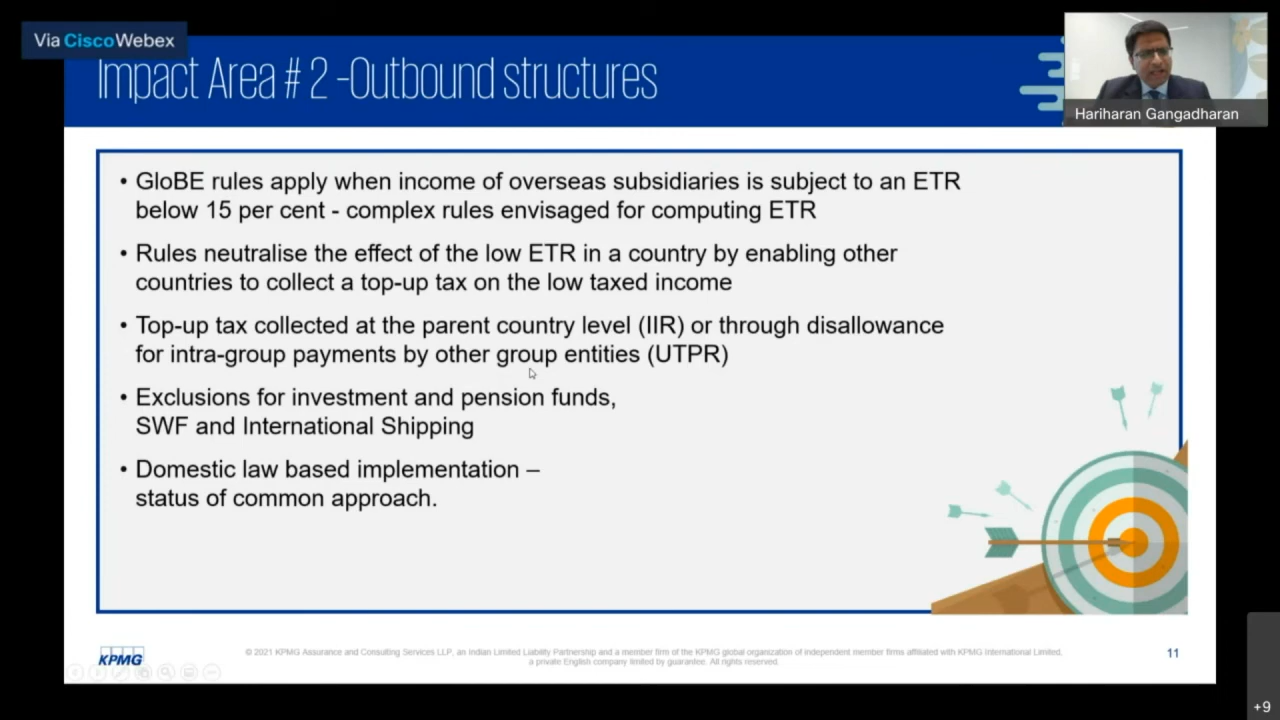 Via Cisco Webex
Impact Area # 2 -Outbound structures
Hariharan Gangadharan
• GloBE rules apply when income of overseas subsidiaries is subject to an ETR
below 15 per cent - complex rules envisaged for computing ETR
• Rules neutralise the effect of the low ETR in a country by enabling other
countries to collect a top-up tax on the low taxed income
• Top-up tax collected at the parent country level (IIR) or through disallowance
for intra-group payments by other group entities (UTPR)
• Exclusions for investment and pension funds,
SWF and International Shipping
• Domestic law based implementation –
status of common approach.
KPMG
© 2021 KPMG Assurance and Consulting Services LLP, an Indian Limited Liability Partnership and a member firm of the KPMG global organization of independent member firms affiliated with KPMG International Limited,
a private English company limited by guarantee. All rights reserved.
11
+9